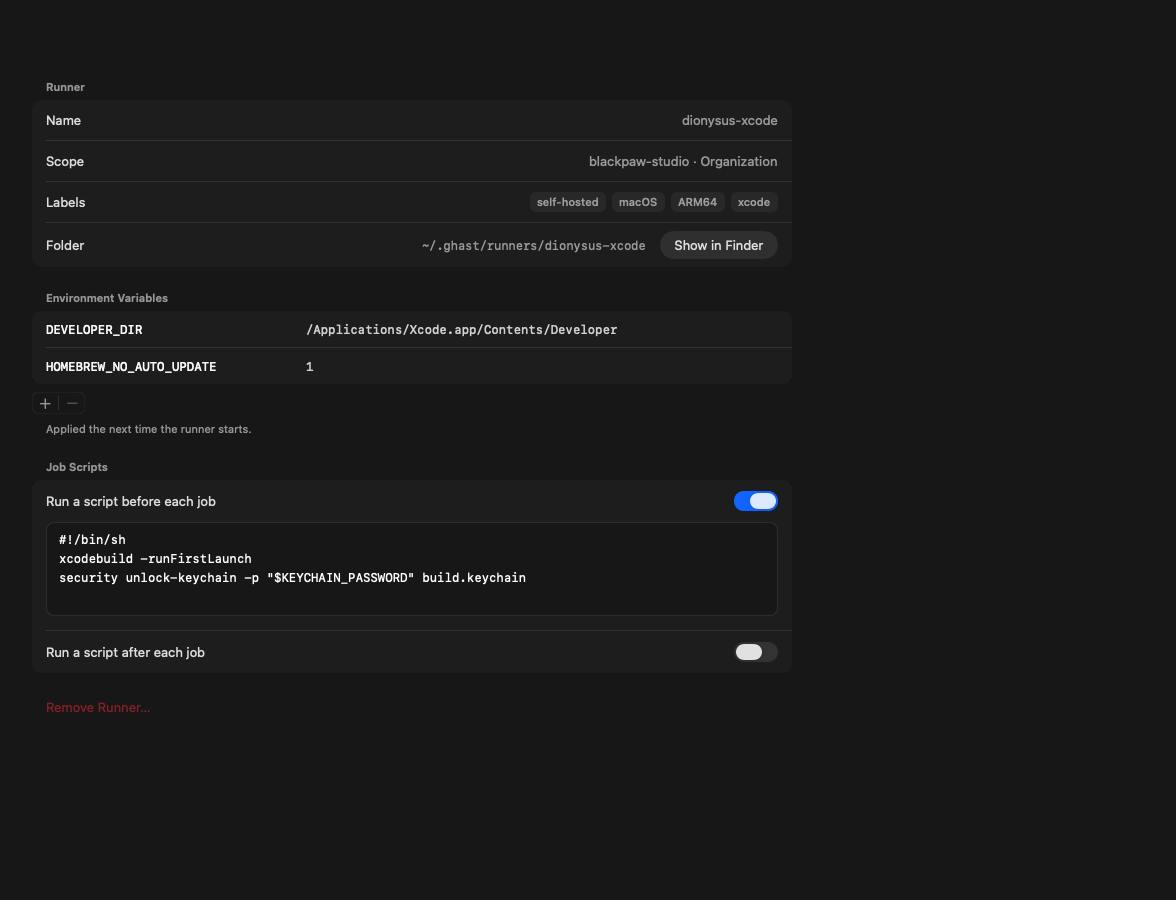 Runner
Name dionysus-xcode
Scope blackpaw-studio · Organization
Labels self-hosted macOS ARM64 xcode
Folder ~/.ghast/runners/dionysus-xcode Show in Finder
Environment Variables
DEVELOPER_DIR /Applications/Xcode.app/Contents/Developer
HOMEBREW_NO_AUTO_UPDATE 1
Applied the next time the runner starts.
Job Scripts
Run a script before each job
#!/bin/sh
xcodebuild -runFirstLaunch
security unlock-keychain -p "$KEYCHAIN_PASSWORD" build.keychain
Run a script after each job
Remove Runner...